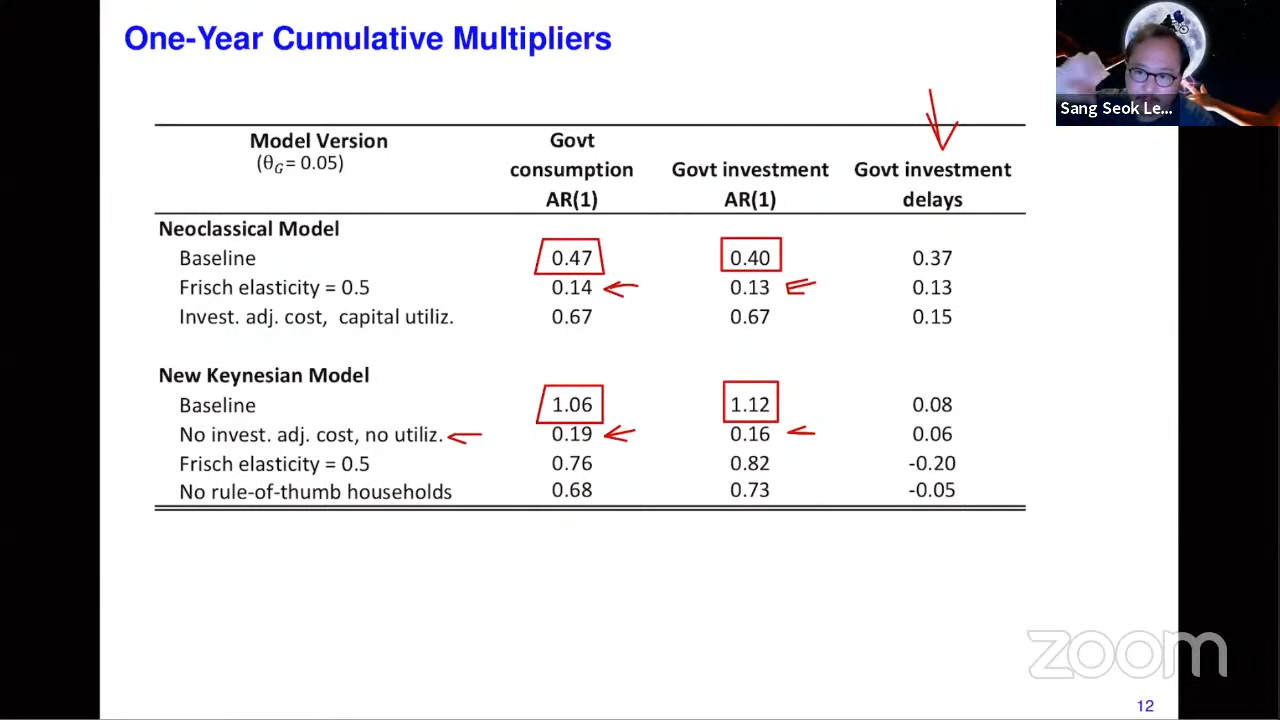 One-Year Cumulative Multipliers
Sang Seok Le...
Model Version
(θG = 0.05)
Govt
consumption
AR(1)
Govt investment
AR(1)
Govt investment
delays
Neoclassical Model
Baseline 0.47 0.40 0.37
Frisch elasticity = 0.5 0.14 0.13 0.13
Invest. adj. cost, capital utiliz. 0.67 0.67 0.15
New Keynesian Model
Baseline 1.06 1.12 0.08
No invest. adj. cost, no utiliz. 0.19 0.16 0.06
Frisch elasticity = 0.5 0.76 0.82 -0.20
No rule-of-thumb households 0.68 0.73 -0.05
zoom
12